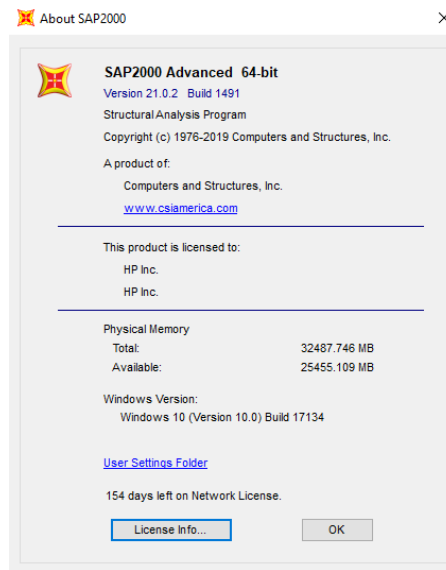 About SAP2000
SAP2000 Advanced 64-bit
Version 21.0.2 Build 1491
Structural Analysis Program
Copyright (c) 1976-2019 Computers and Structures, Inc.
A product of:
Computers and Structures, Inc.
www.csiamerica.com
This product is licensed to:
HP Inc.
HP Inc.
Physical Memory
Total: 32487.746 MB
Available: 25455.109 MB
Windows Version:
Windows 10 (Version 10.0) Build 17134
User Settings Folder
154 days left on Network License.
License Info... OK